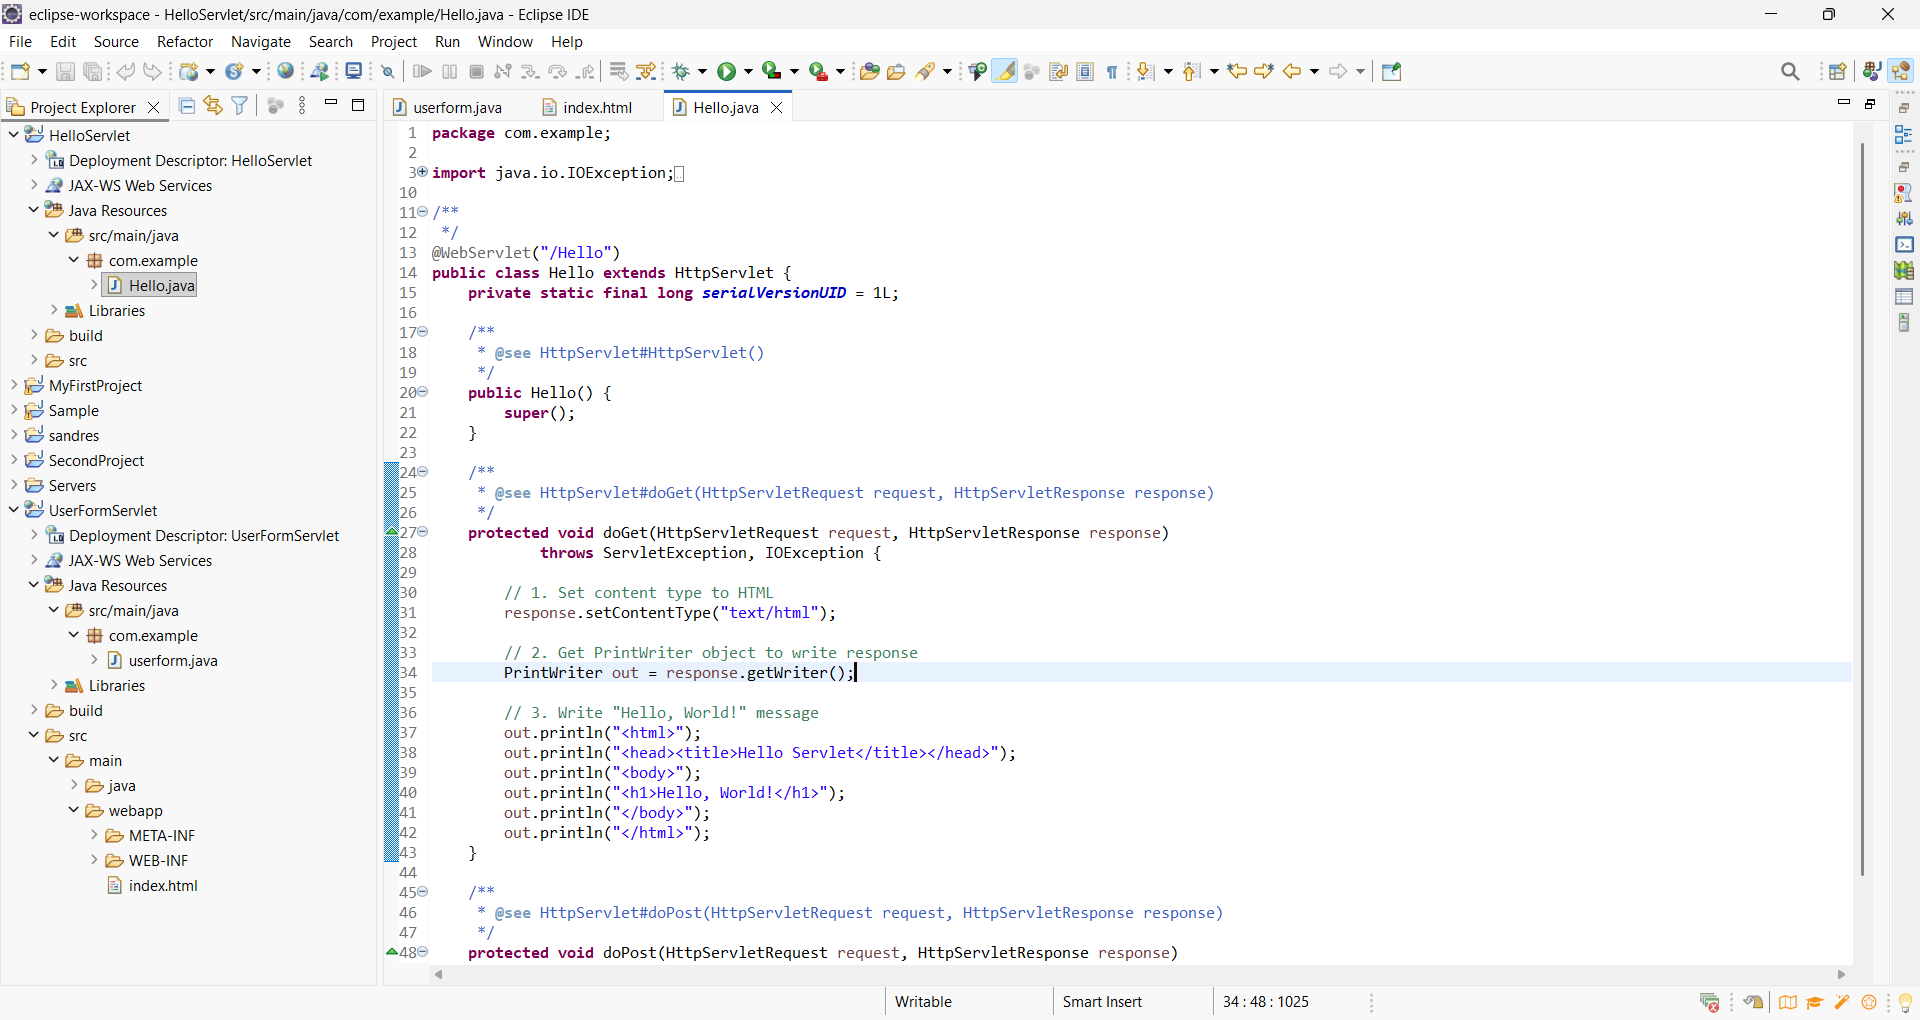 eclipse-workspace - HelloServlet/src/main/java/com/example/Hello.java - Eclipse IDE
File Edit Source Refactor Navigate Search Project Run Window Help
Project Explorer
HelloServlet
Deployment Descriptor: HelloServlet
JAX-WS Web Services
Java Resources
src/main/java
com.example
Hello.java
Libraries
build
src
MyFirstProject
Sample
sandres
SecondProject
Servers
UserFormServlet
Deployment Descriptor: UserFormServlet
JAX-WS Web Services
Java Resources
src/main/java
com.example
userform.java
Libraries
build
src
main
java
webapp
META-INF
WEB-INF
index.html
userform.java index.html Hello.java
1 package com.example;
2
3 import java.io.IOException;
10
11 /**
12 */
13 @WebServlet("/Hello")
14 public class Hello extends HttpServlet {
15 private static final long serialVersionUID = 1L;
16
17 /**
18 * @see HttpServlet#HttpServlet()
19 */
20 public Hello() {
21 super();
22 }
23
24 /**
25 * @see HttpServlet#doGet(HttpServletRequest request, HttpServletResponse response)
26 */
27 protected void doGet(HttpServletRequest request, HttpServletResponse response)
28 throws ServletException, IOException {
29
30 // 1. Set content type to HTML
31 response.setContentType("text/html");
32
33 // 2. Get PrintWriter object to write response
34 PrintWriter out = response.getWriter();
35
36 // 3. Write "Hello, World!" message
37 out.println("<html>");
38 out.println("<head><title>Hello Servlet</title></head>");
39 out.println("<body>");
40 out.println("<h1>Hello, World!</h1>");
41 out.println("</body>");
42 out.println("</html>");
43 }
44
45 /**
46 * @see HttpServlet#doPost(HttpServletRequest request, HttpServletResponse response)
47 */
48 protected void doPost(HttpServletRequest request, HttpServletResponse response)
Writable Smart Insert 34 : 48 : 1025